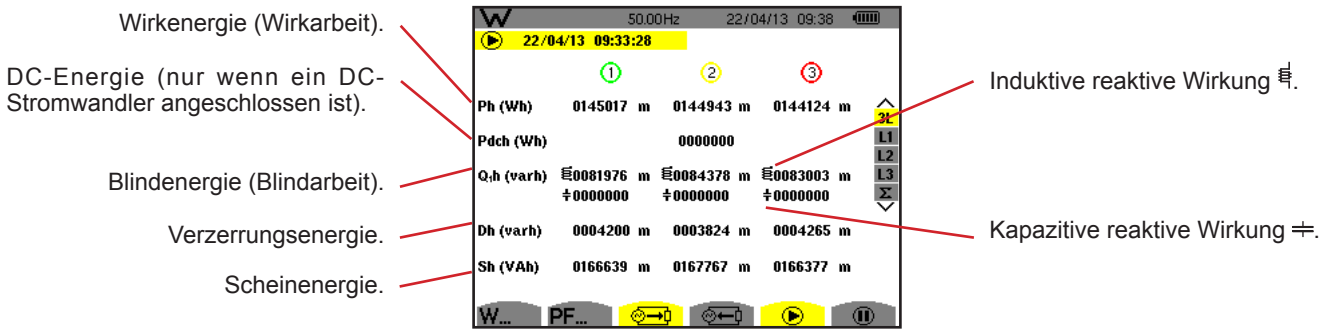 Wirkenergie (Wirkarbeit).
DC-Energie (nur wenn ein DC-
Stromwandler angeschlossen ist).
Blindenergie (Blindarbeit).
Verzerrungsenergie.
Scheinenergie.
W 50.00Hz 22/04/13 09:38
22/04/13 09:33:28
1 2 3
Ph (Wh) 0145017 m 0144943 m 0144124 m
Pdch (Wh) 0000000
Q₁h (varh) 0081976 m 0084378 m 0083003 m
0000000 0000000 0000000
Dh (varh) 0004200 m 0003824 m 0004265 m
Sh (VAh) 0166639 m 0167767 m 0166377 m
3L
L1
L2
L3
Σ
W... PF...
Induktive reaktive Wirkung .
Kapazitive reaktive Wirkung .